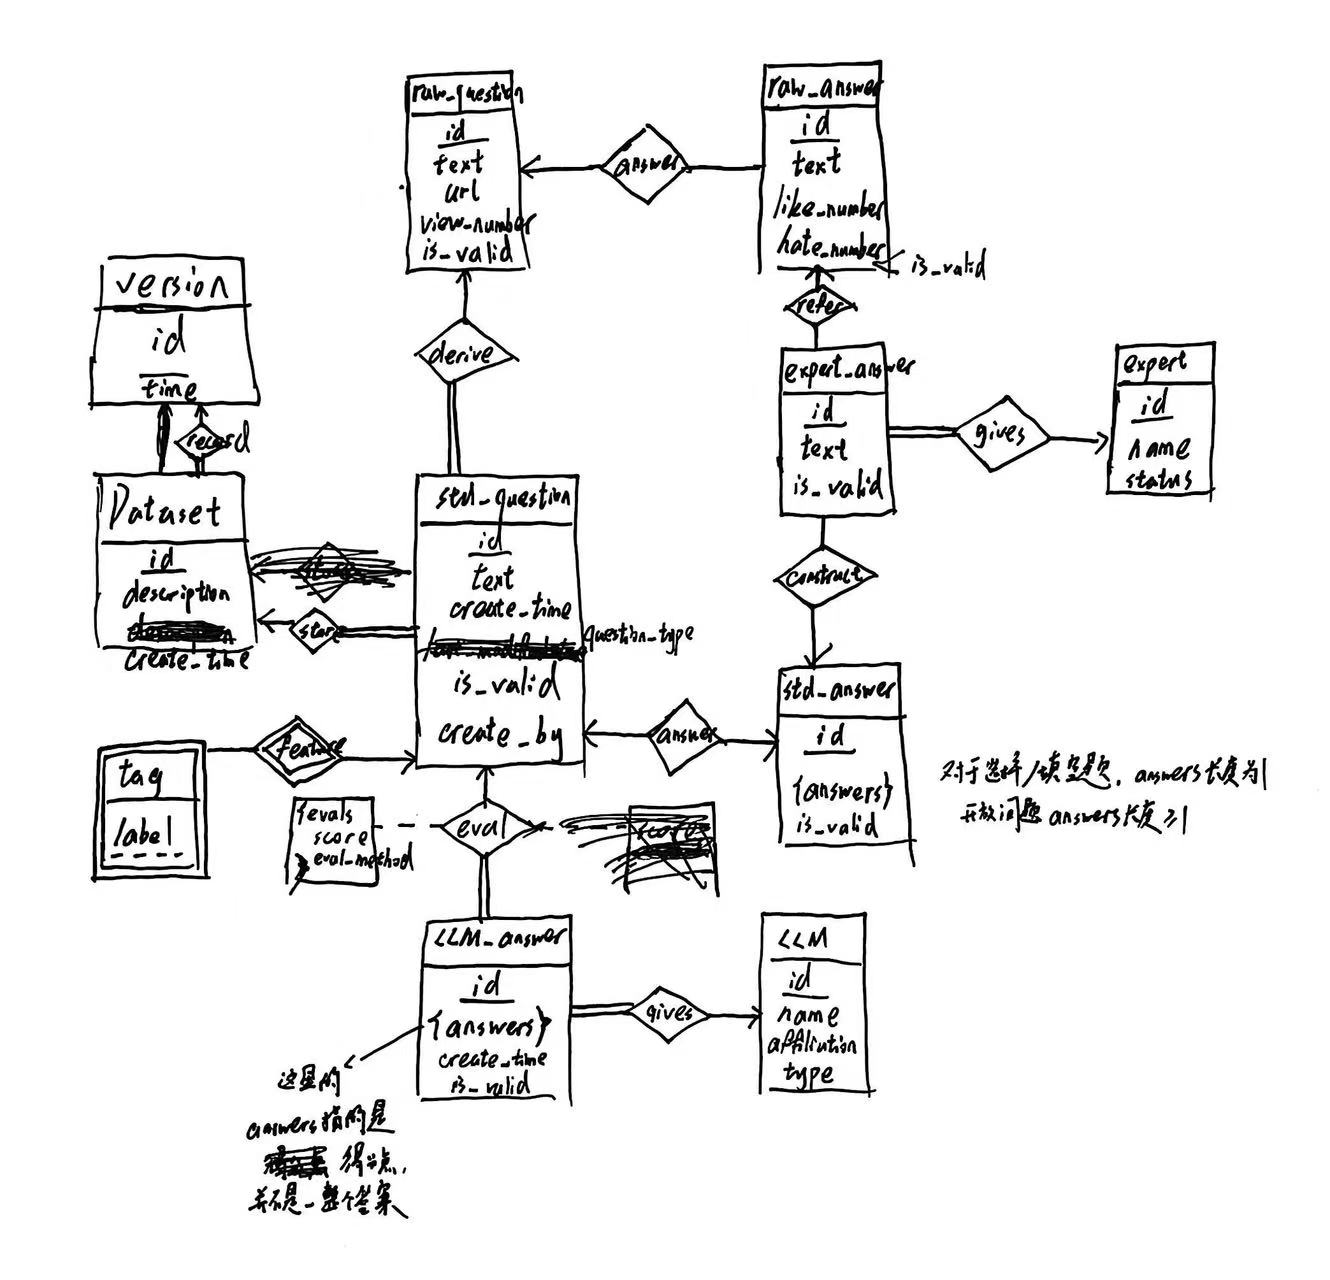 raw_question
id
text
url
view_number
is_valid
answer
raw_answer
id
text
like_number
hate_number
is_valid
refer
version
id
time
record
derive
expert_answer
id
text
is_valid
gives
expert
id
name
status
Dataset
id
description
create_time
store
std_question
id
text
create_time
question_type
is_valid
create_by
construct
std_answer
id
{answers}
is_valid
answer
对于选择/填空题，answers长度为1
开放问题 answers长度≥1
tag
label
feature
{evals
score
eval_method
}
eval
score
LLM_answer
id
{answers}
create_time
is_valid
gives
LLM
id
name
affiliation
type
这里的
answers指的是
得分点，
并不是一整个答案